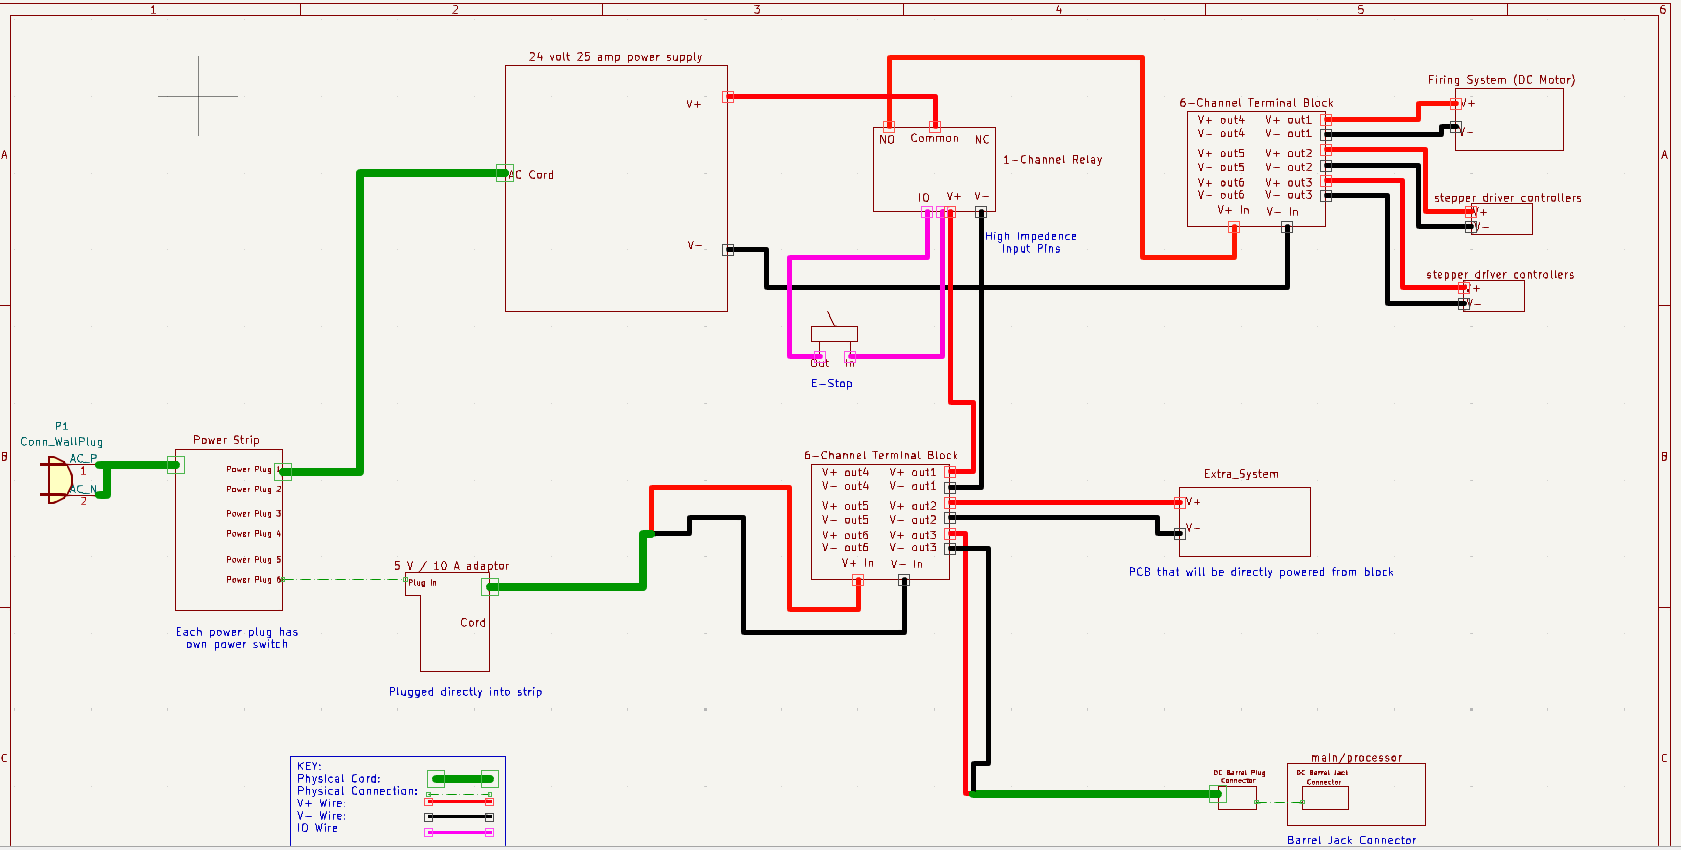 1 2 3 4 5 6
A
B
C
A
B
C
24 volt 25 amp power supply
V+
AC Cord
V-
NO Common NC
1-Channel Relay
IO V+ V-
High Impedence
Input Pins
Out In
E-Stop
6-Channel Terminal Block
V+ out4 V+ out1
V- out4 V- out1
V+ out5 V+ out2
V- out5 V- out2
V+ out6 V+ out3
V- out6 V- out3
V+ In V- In
Firing System (DC Motor)
V+
V-
stepper driver controllers
V+
V-
stepper driver controllers
V+
V-
P1
Conn_WallPlug
AC_P
1
AC_N
2
Power Strip
Power Plug 1
Power Plug 2
Power Plug 3
Power Plug 4
Power Plug 5
Power Plug 6
Each power plug has
own power switch
5 V / 10 A adaptor
Plug In
Cord
Plugged directly into strip
6-Channel Terminal Block
V+ out4 V+ out1
V- out4 V- out1
V+ out5 V+ out2
V- out5 V- out2
V+ out6 V+ out3
V- out6 V- out3
V+ In V- In
Extra_System
V+
V-
PCB that will be directly powered from block
KEY:
Physical Cord:
Physical Connection:
V+ Wire:
V- Wire:
IO Wire
main/processor
DC Barrel Plug
Connector
DC Barrel Jack
Connector
Barrel Jack Connector